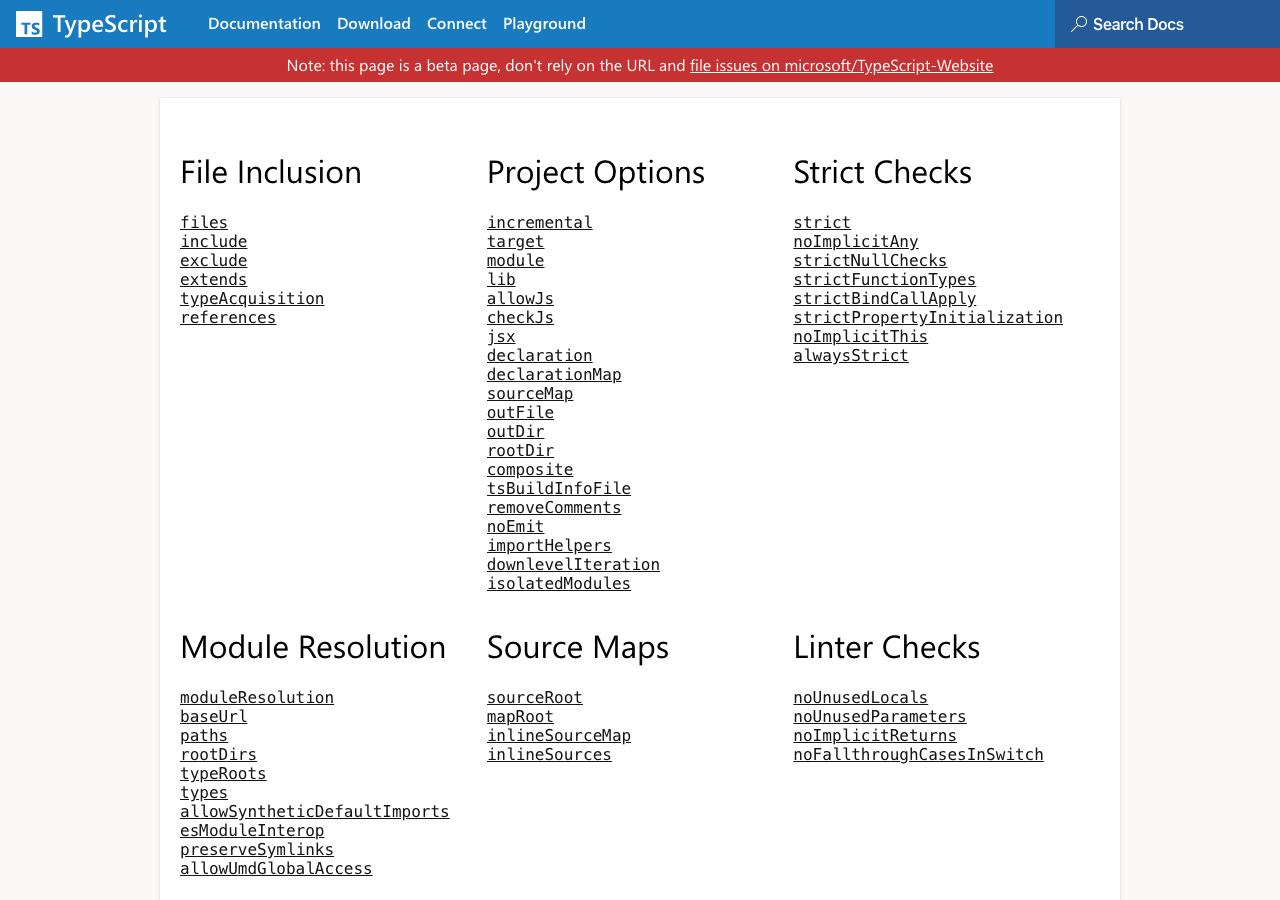 TS TypeScript Documentation Download Connect Playground Search Docs
Note: this page is a beta page, don't rely on the URL and file issues on microsoft/TypeScript-Website
File Inclusion
files
include
exclude
extends
typeAcquisition
references
Project Options
incremental
target
module
lib
allowJs
checkJs
jsx
declaration
declarationMap
sourceMap
outFile
outDir
rootDir
composite
tsBuildInfoFile
removeComments
noEmit
importHelpers
downlevelIteration
isolatedModules
Strict Checks
strict
noImplicitAny
strictNullChecks
strictFunctionTypes
strictBindCallApply
strictPropertyInitialization
noImplicitThis
alwaysStrict
Module Resolution
moduleResolution
baseUrl
paths
rootDirs
typeRoots
types
allowSyntheticDefaultImports
esModuleInterop
preserveSymlinks
allowUmdGlobalAccess
Source Maps
sourceRoot
mapRoot
inlineSourceMap
inlineSources
Linter Checks
noUnusedLocals
noUnusedParameters
noImplicitReturns
noFallthroughCasesInSwitch